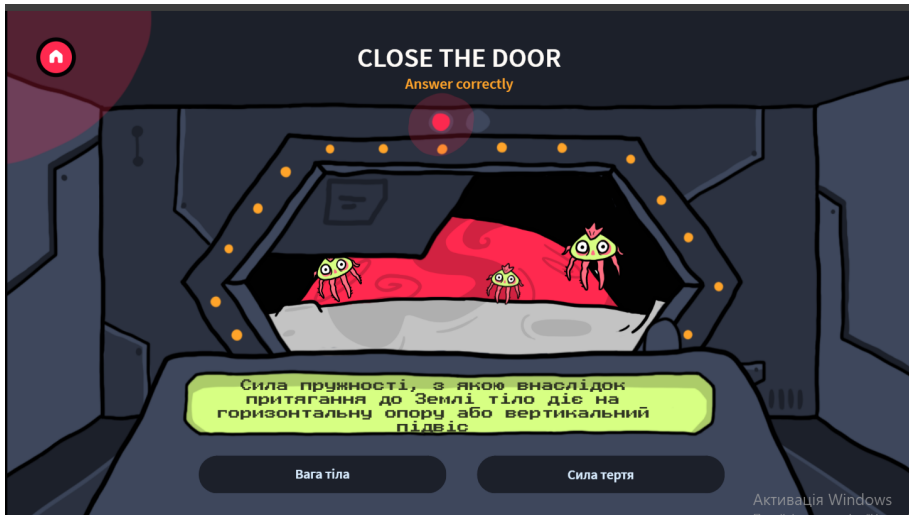 CLOSE THE DOOR
Answer correctly
Сила пружності, з якою внаслідок
притягання до Землі тіло діє на
горизонтальну опору або вертикальний
підвіс
Вага тіла
Сила тертя
Активація Windows